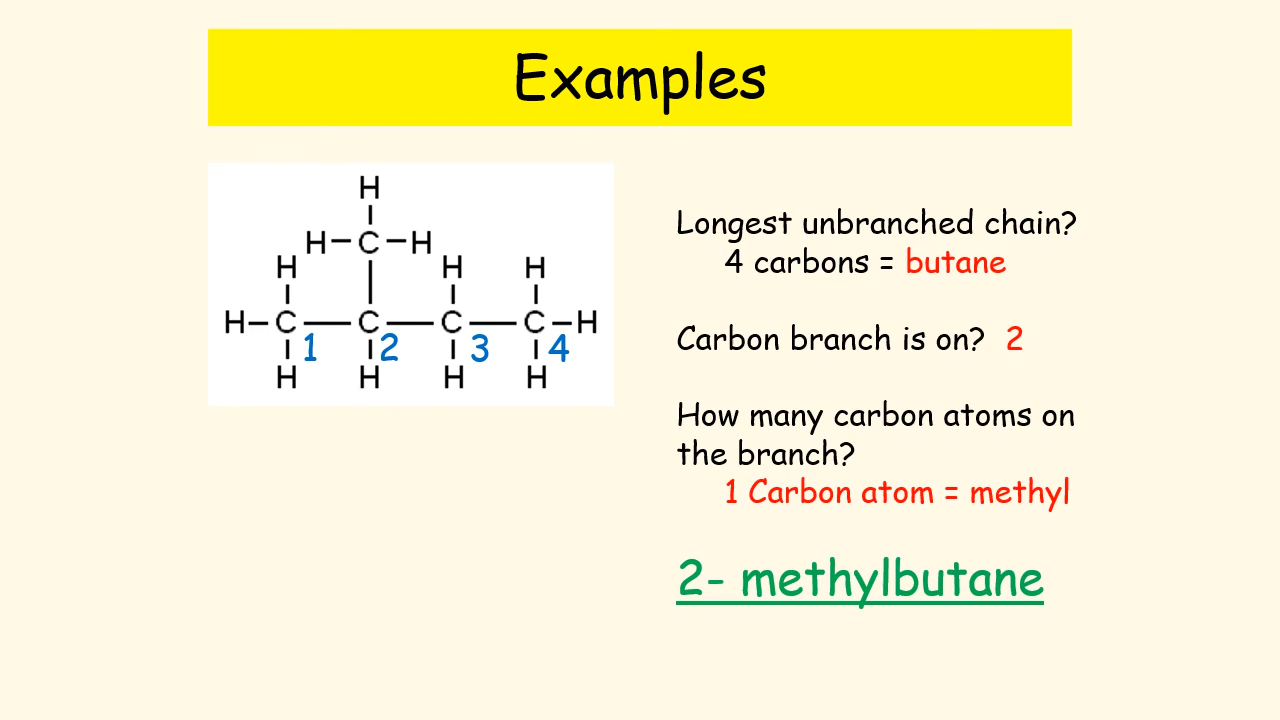 Examples
H
H–C–H
H H H
H–C–C–C–C–H
1 2 3 4
H H H H
Longest unbranched chain?
4 carbons = butane
Carbon branch is on? 2
How many carbon atoms on
the branch?
1 Carbon atom = methyl
2- methylbutane